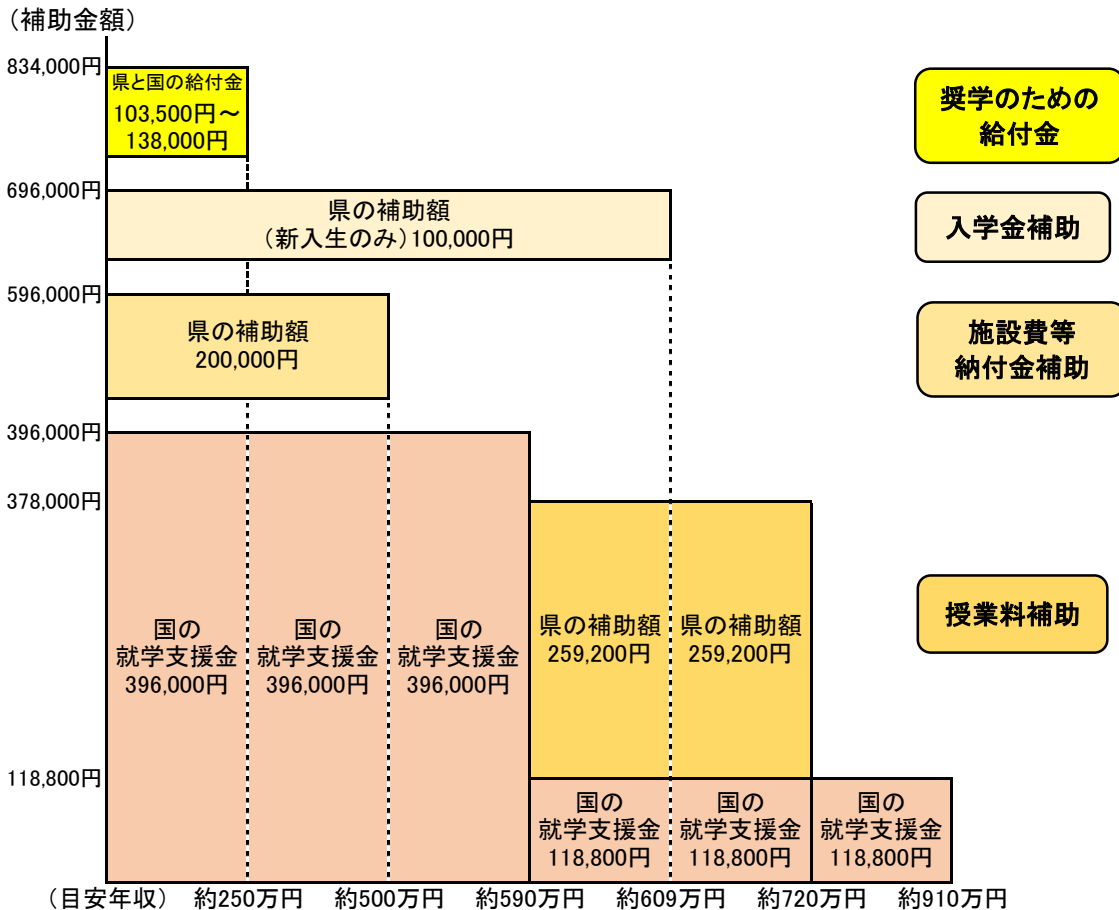 （補助金額）
834,000円
県と国の給付金
103,500円～
138,000円
奨学のための
給付金
696,000円
県の補助額
（新入生のみ）100,000円
入学金補助
596,000円
県の補助額
200,000円
施設費等
納付金補助
396,000円
378,000円
国の
就学支援金
396,000円
国の
就学支援金
396,000円
国の
就学支援金
396,000円
県の補助額
259,200円
県の補助額
259,200円
授業料補助
118,800円
国の
就学支援金
118,800円
国の
就学支援金
118,800円
国の
就学支援金
118,800円
（目安年収） 約250万円 約500万円 約590万円 約609万円 約720万円 約910万円